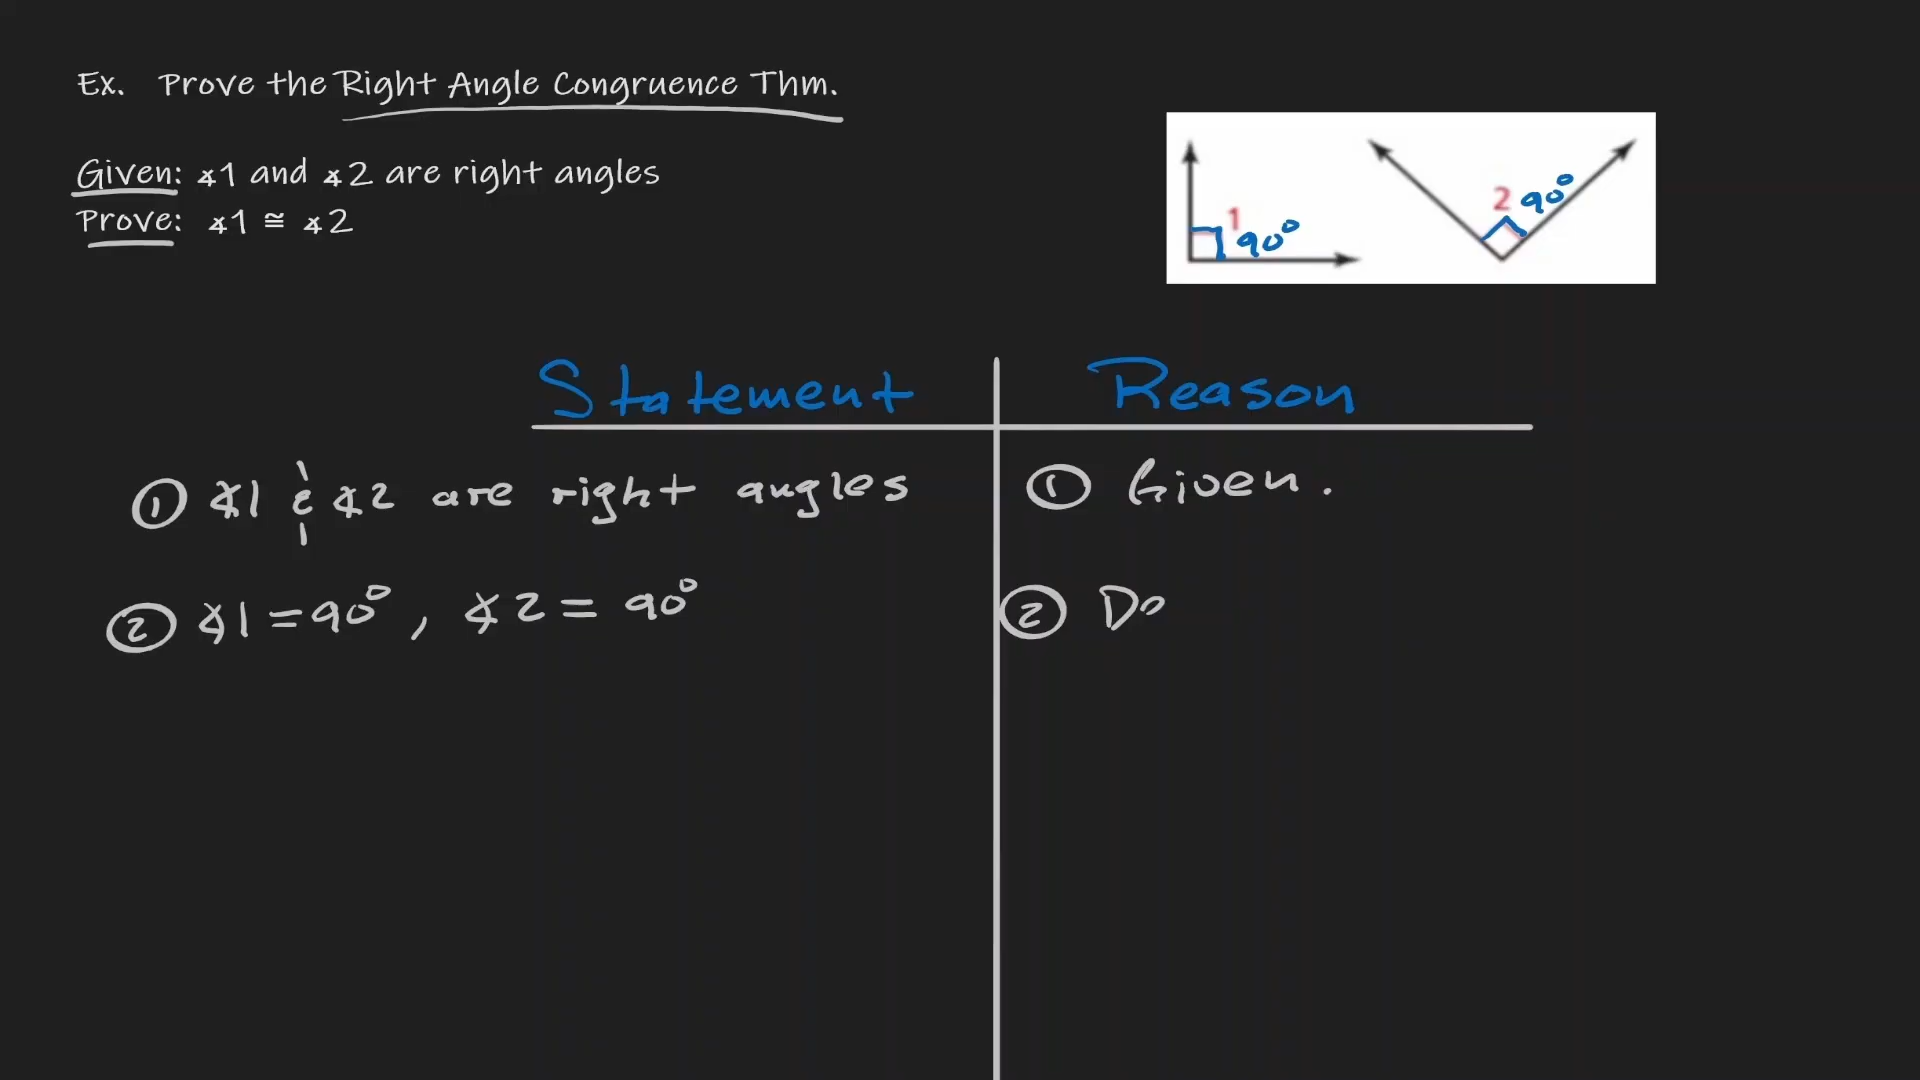 Ex. Prove the Right Angle Congruence Thm.
Given: ∡1 and ∡2 are right angles
Prove: ∡1 ≅ ∡2
1 90°
2 90°
Statement Reason
① ∡1 & ∡2 are right angles ① Given.
② ∡1 = 90°, ∡2 = 90° ② De